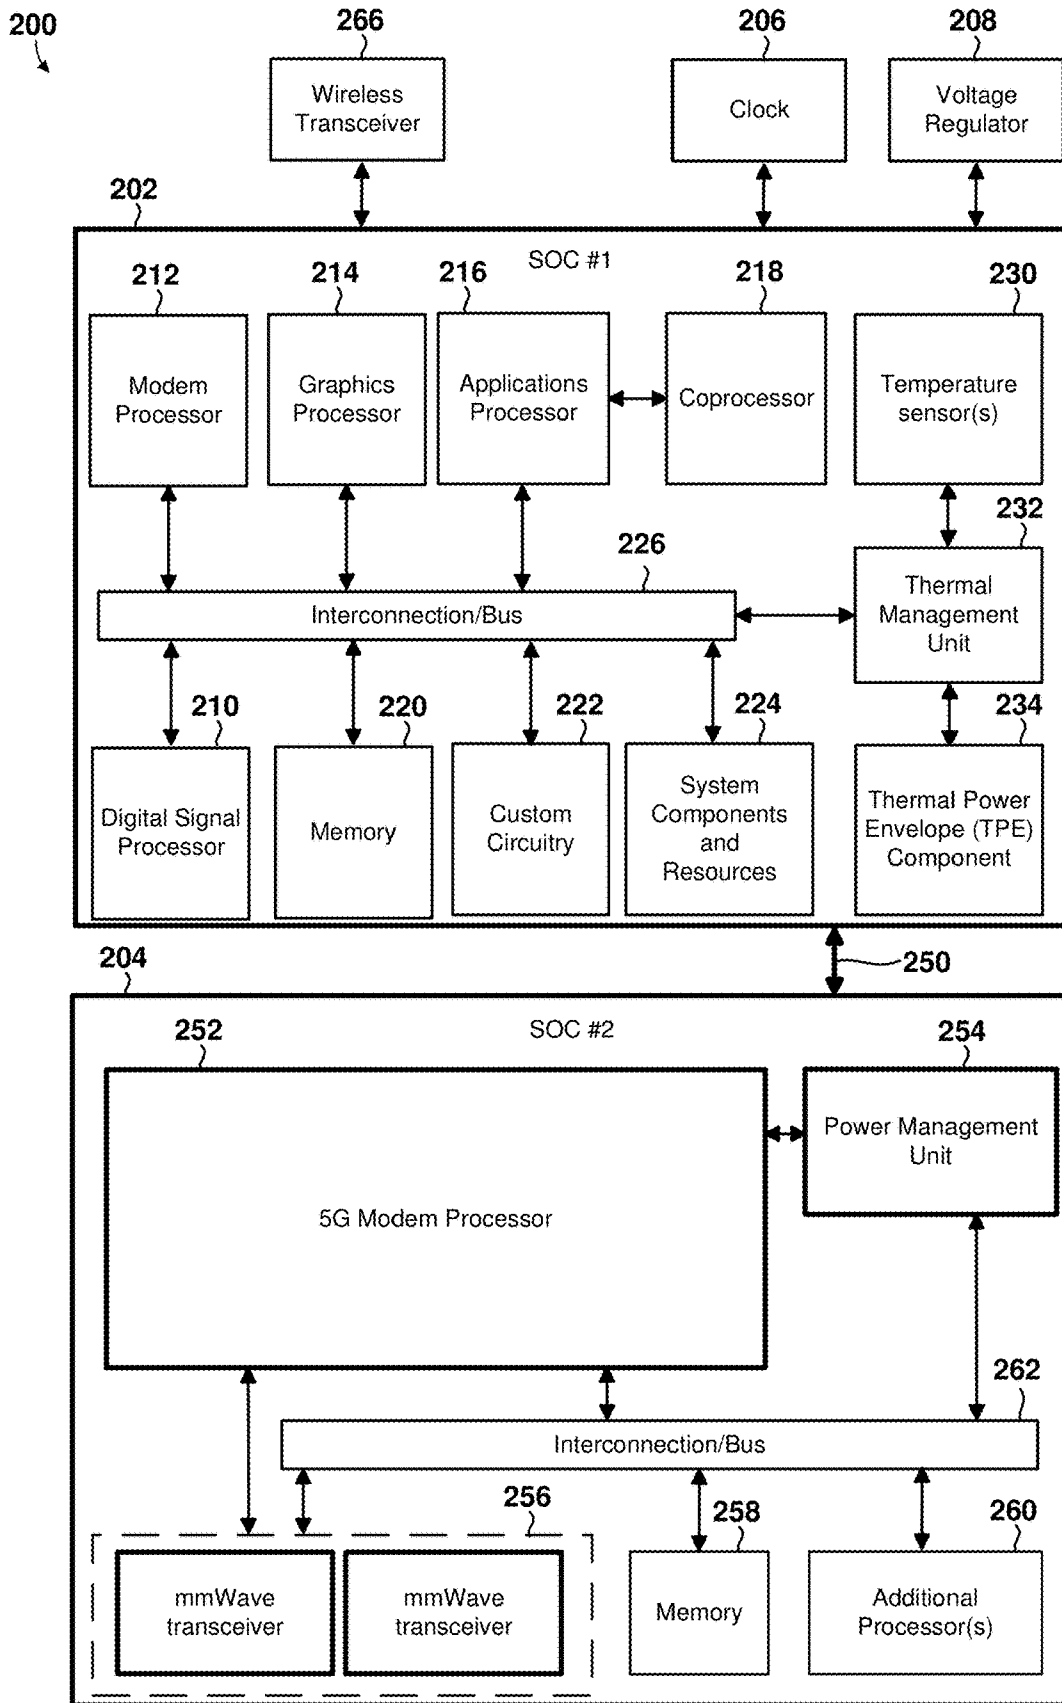 200
266
206
208
Wireless
Transceiver
Clock
Voltage
Regulator
202
SOC #1
212
214
216
218
230
Modem
Processor
Graphics
Processor
Applications
Processor
Coprocessor
Temperature
sensor(s)
232
226
Interconnection/Bus
Thermal
Management
Unit
210
220
222
224
234
Digital Signal
Processor
Memory
Custom
Circuitry
System
Components
and
Resources
Thermal Power
Envelope (TPE)
Component
204
250
SOC #2
252
254
5G Modem Processor
Power Management
Unit
262
Interconnection/Bus
256
258
260
mmWave
transceiver
mmWave
transceiver
Memory
Additional
Processor(s)